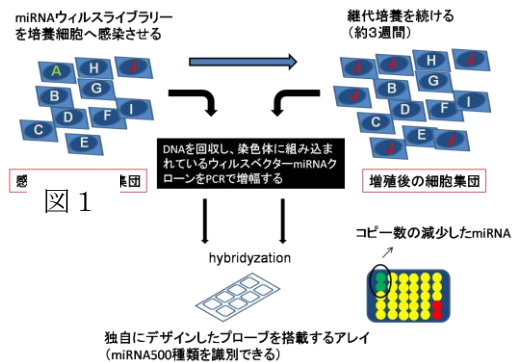 miRNAウィルスライブラリー
を培養細胞へ感染させる
継代培養を続ける
(約3週間)
A
H
J
B
G
D
F
I
C
E
J
H
J
J
B
G
D
F
I
C
E
J
J
DNAを回収し、染色体に組み込まれ
ているウィルスベクターmiRNAク
ローンをPCRで増幅する
集団
図1
増殖後の細胞集団
hybridyzation
コピー数の減少したmiRNA
独自にデザインしたプローブを搭載するアレイ
(miRNA500種類を識別できる)